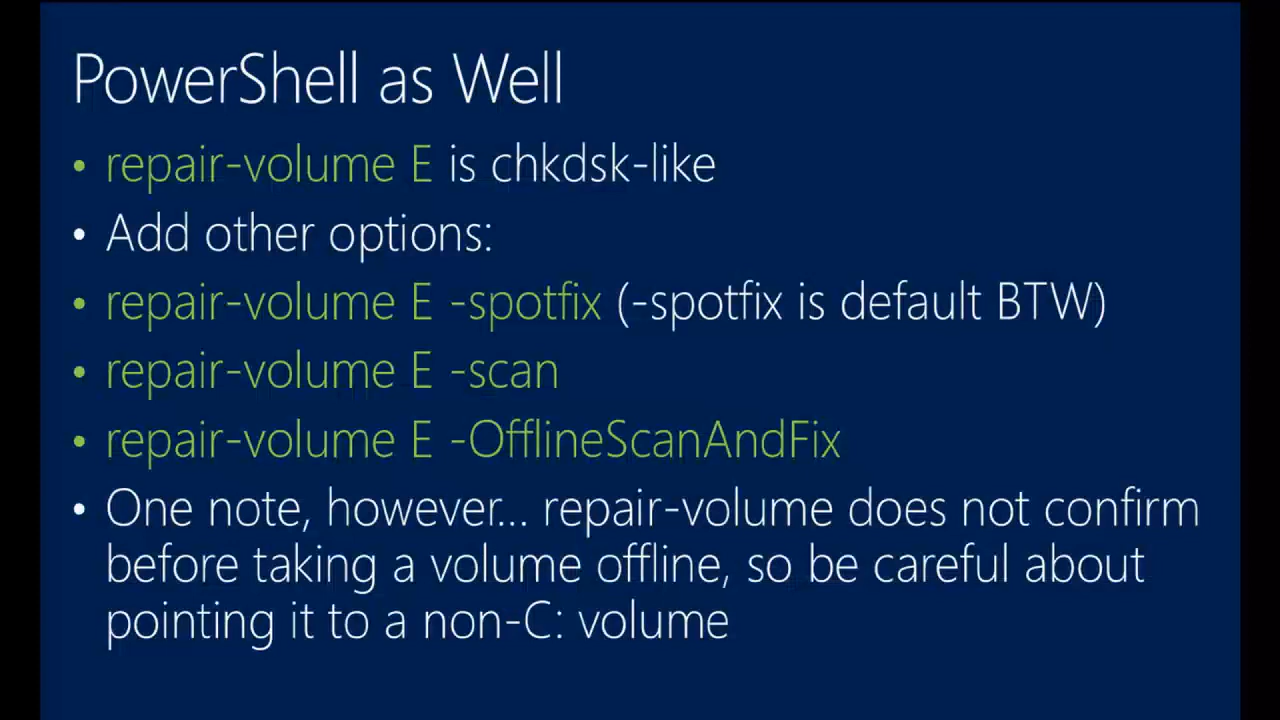 PowerShell as Well
• repair-volume E is chkdsk-like
• Add other options:
• repair-volume E -spotfix (-spotfix is default BTW)
• repair-volume E -scan
• repair-volume E -OfflineScanAndFix
• One note, however... repair-volume does not confirm
before taking a volume offline, so be careful about
pointing it to a non-C: volume